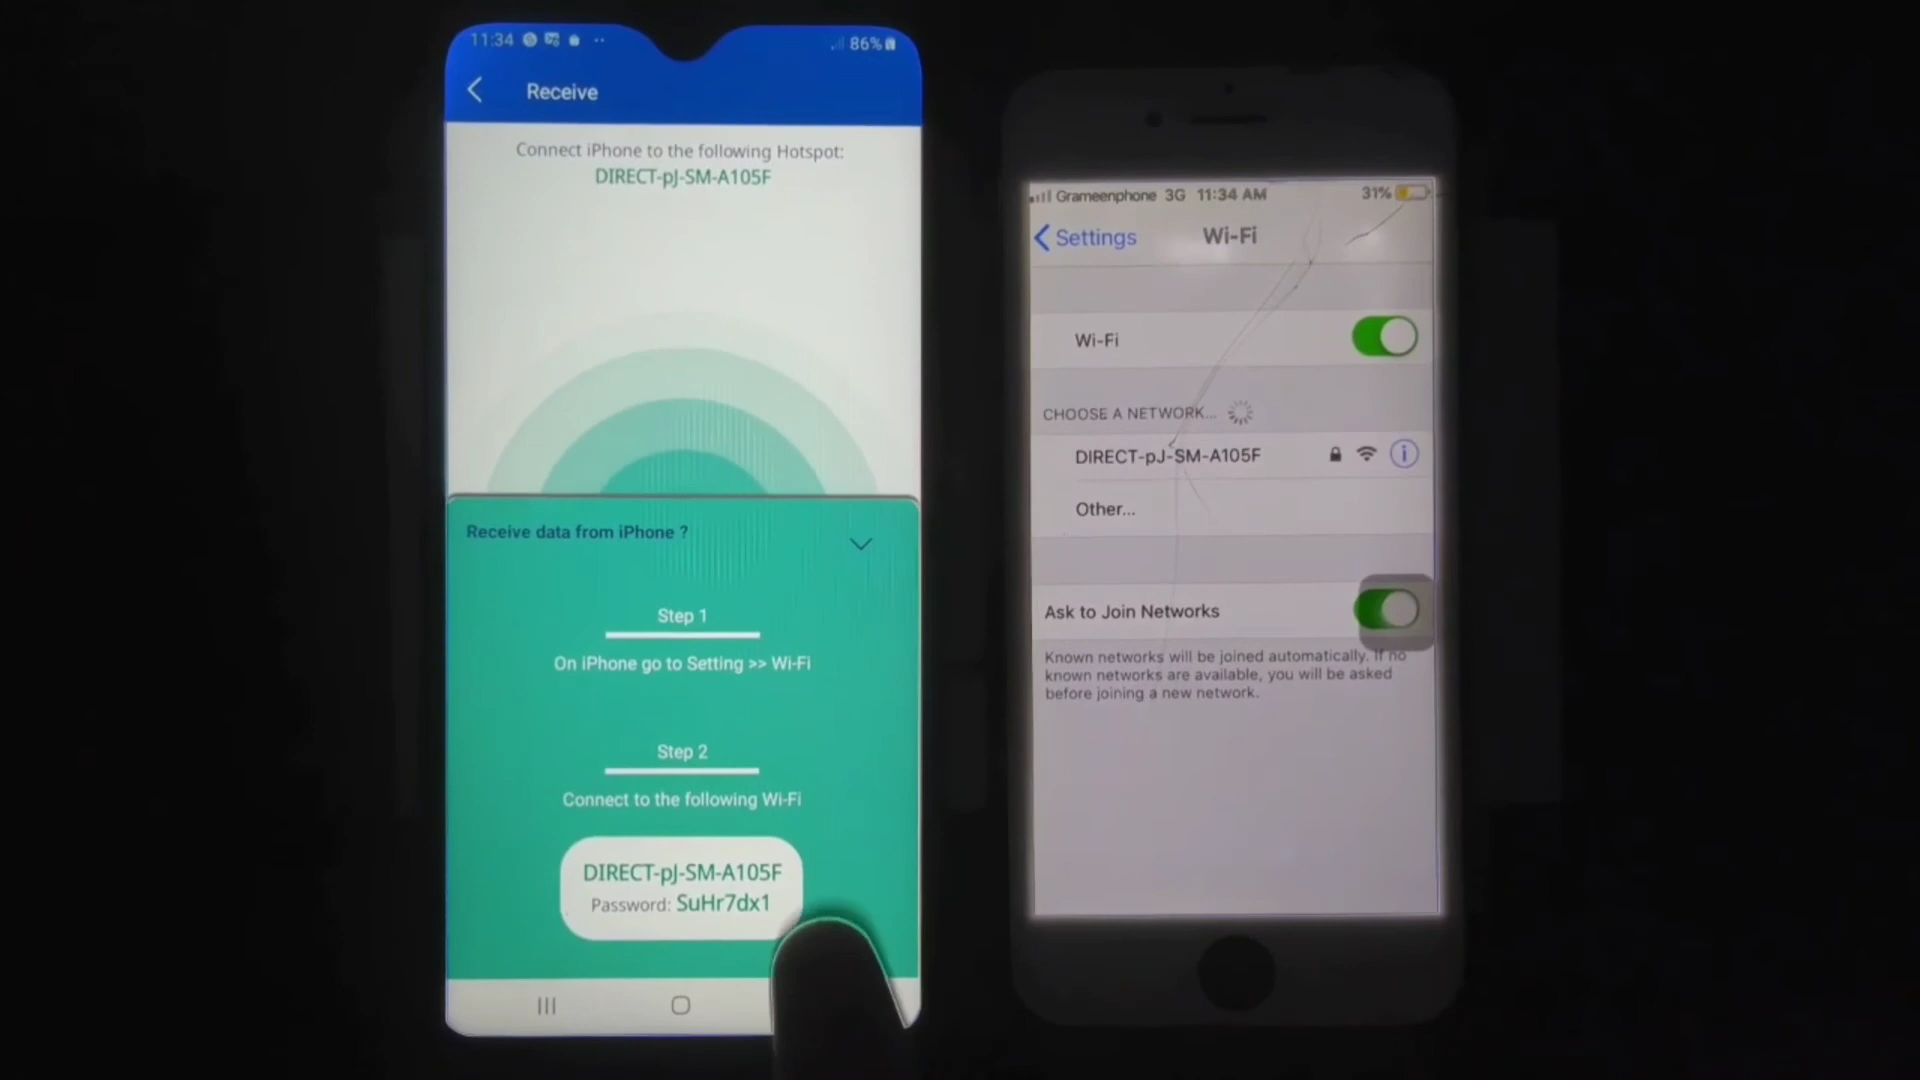 11:34
86%
Receive
Connect iPhone to the following Hotspot:
DIRECT-pJ-SM-A105F
Receive data from iPhone ?
Step 1
On iPhone go to Setting >> Wi-Fi
Step 2
Connect to the following Wi-Fi
DIRECT-pJ-SM-A105F
Password: SuHr7dx1
Grameenphone 3G 11:34 AM
31%
Settings
Wi-Fi
Wi-Fi
CHOOSE A NETWORK...
DIRECT-pJ-SM-A105F
Other...
Ask to Join Networks
Known networks will be joined automatically. If no
known networks are available, you will be asked
before joining a new network.